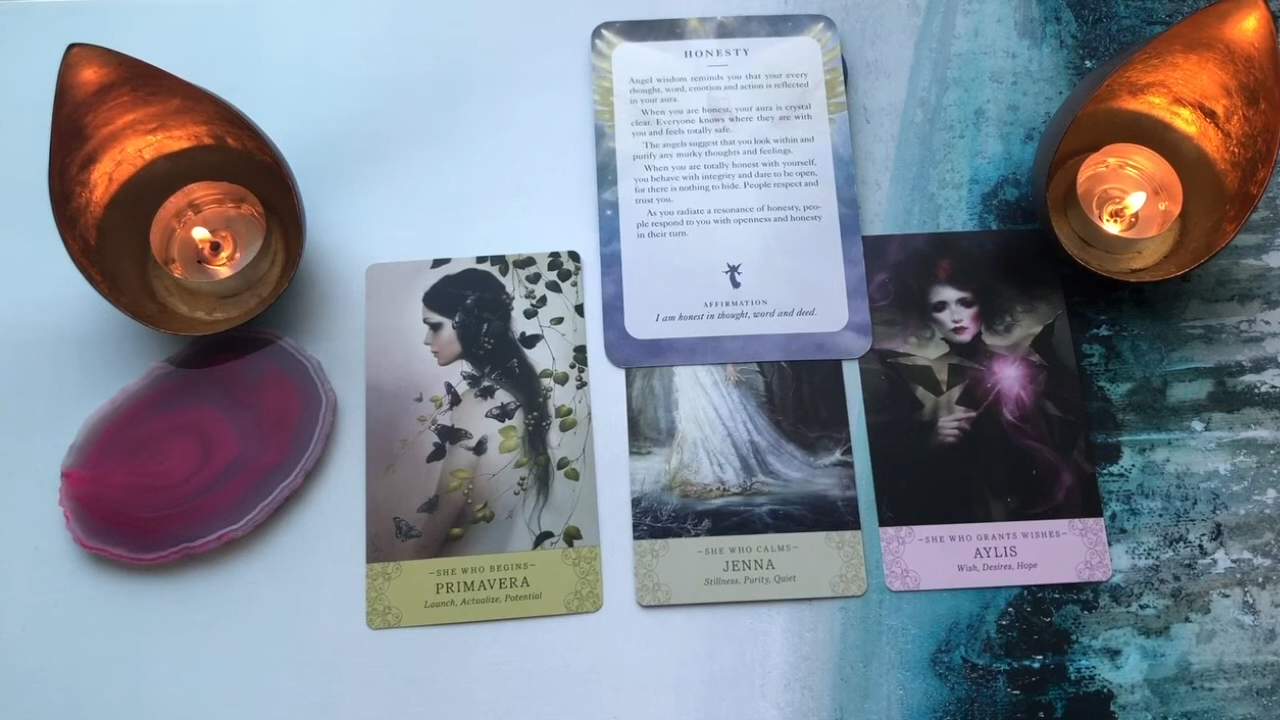 HONESTY
Angel wisdom reminds you that your every
thought, word, emotion and action is reflected
in your aura.
When you are honest, your aura is crystal
clear. Everyone knows where they are with
you and feels totally safe.
The angels suggest that you look within and
purify any murky thoughts and feelings.
When you are totally honest with yourself,
you behave with integrity and dare to be open,
for there is nothing to hide. People respect and
trust you.
As you radiate a resonance of honesty, peo-
ple respond to you with openness and honesty
in their turn.
AFFIRMATION
I am honest in thought, word and deed.
-SHE WHO BEGINS-
PRIMAVERA
Launch, Actualize, Potential
-SHE WHO CALMS-
JENNA
Stillness, Purity, Quiet
-SHE WHO GRANTS WISHES-
AYLIS
Wish, Desires, Hope